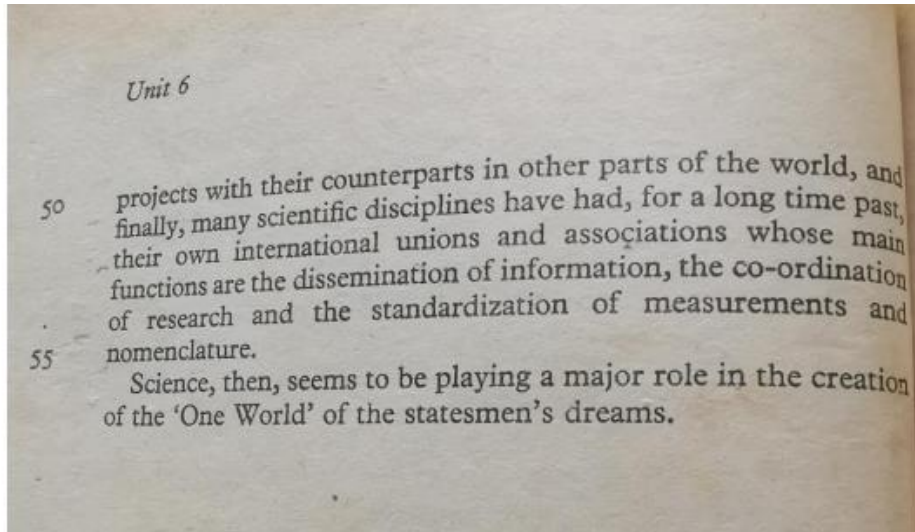 Unit 6
50 projects with their counterparts in other parts of the world, and
finally, many scientific disciplines have had, for a long time past,
their own international unions and associations whose main
functions are the dissemination of information, the co-ordination
of research and the standardization of measurements and
55 nomenclature.
Science, then, seems to be playing a major role in the creation
of the ‘One World’ of the statesmen’s dreams.